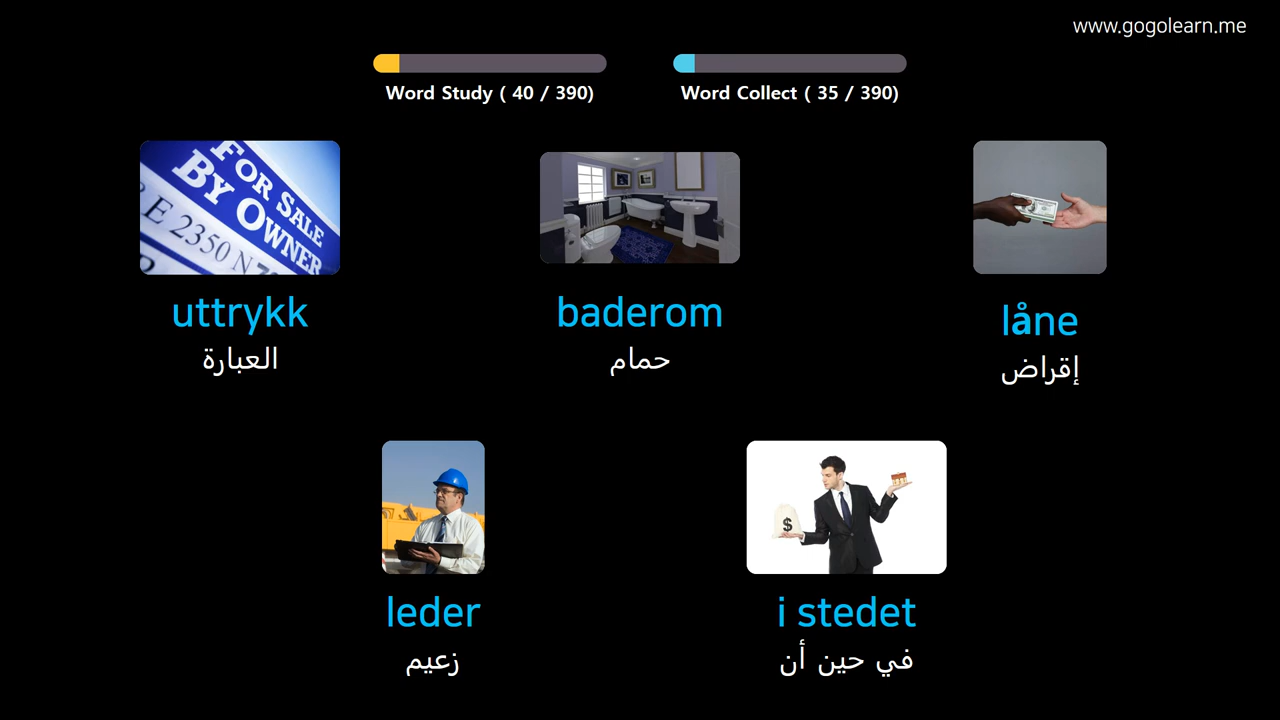 www.gogolearn.me
Word Study ( 40 / 390)
Word Collect ( 35 / 390)
FOR SALE
BY OWNER
E 2350 N
uttrykk
العبارة
baderom
حمام
låne
إقراض
$
leder
زعيم
i stedet
في حين أن